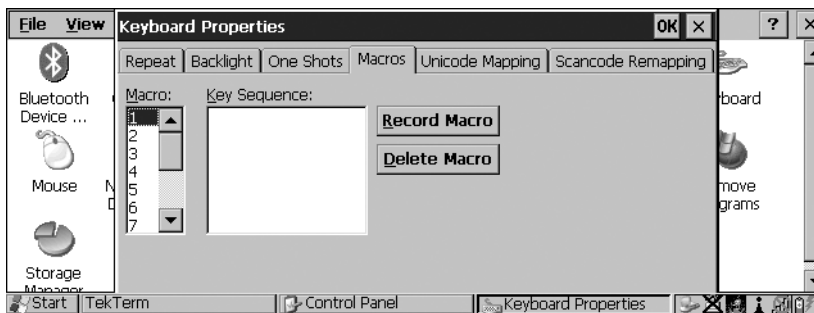 File View
Keyboard Properties
OK
?
Repeat
Backlight
One Shots
Macros
Unicode Mapping
Scancode Remapping
Bluetooth
Device ...
Mouse
Storage
Manager
Macro:
1
2
3
4
5
6
7
Key Sequence:
Record Macro
Delete Macro
board
move
grams
Start
TekTerm
Control Panel
Keyboard Properties